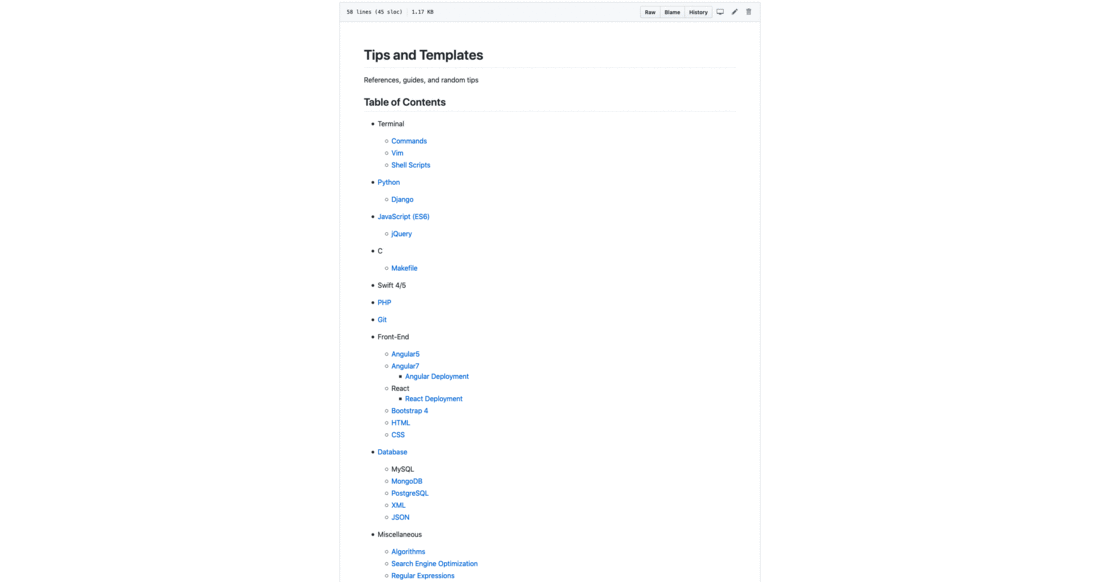 58 lines (45 sloc) 1.17 KB Raw Blame History
Tips and Templates
References, guides, and random tips
Table of Contents
Terminal
Commands
Vim
Shell Scripts
Python
Django
JavaScript (ES6)
jQuery
C
Makefile
Swift 4/5
PHP
Git
Front-End
Angular5
Angular7
Angular Deployment
React
React Deployment
Bootstrap 4
HTML
CSS
Database
MySQL
MongoDB
PostgreSQL
XML
JSON
Miscellaneous
Algorithms
Search Engine Optimization
Regular Expressions